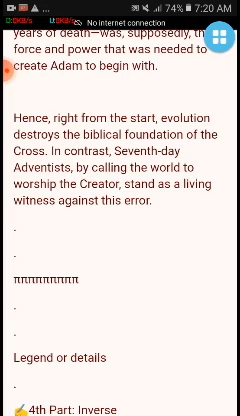 74% 7:20 AM
No internet connection
years of death—was, supposedly, th
force and power that was needed to
create Adam to begin with.
Hence, right from the start, evolution
destroys the biblical foundation of the
Cross. In contrast, Seventh-day
Adventists, by calling the world to
worship the Creator, stand as a living
witness against this error.
.
.
πππππππππ
.
.
Legend or details
.
✍️4th Part: Inverse